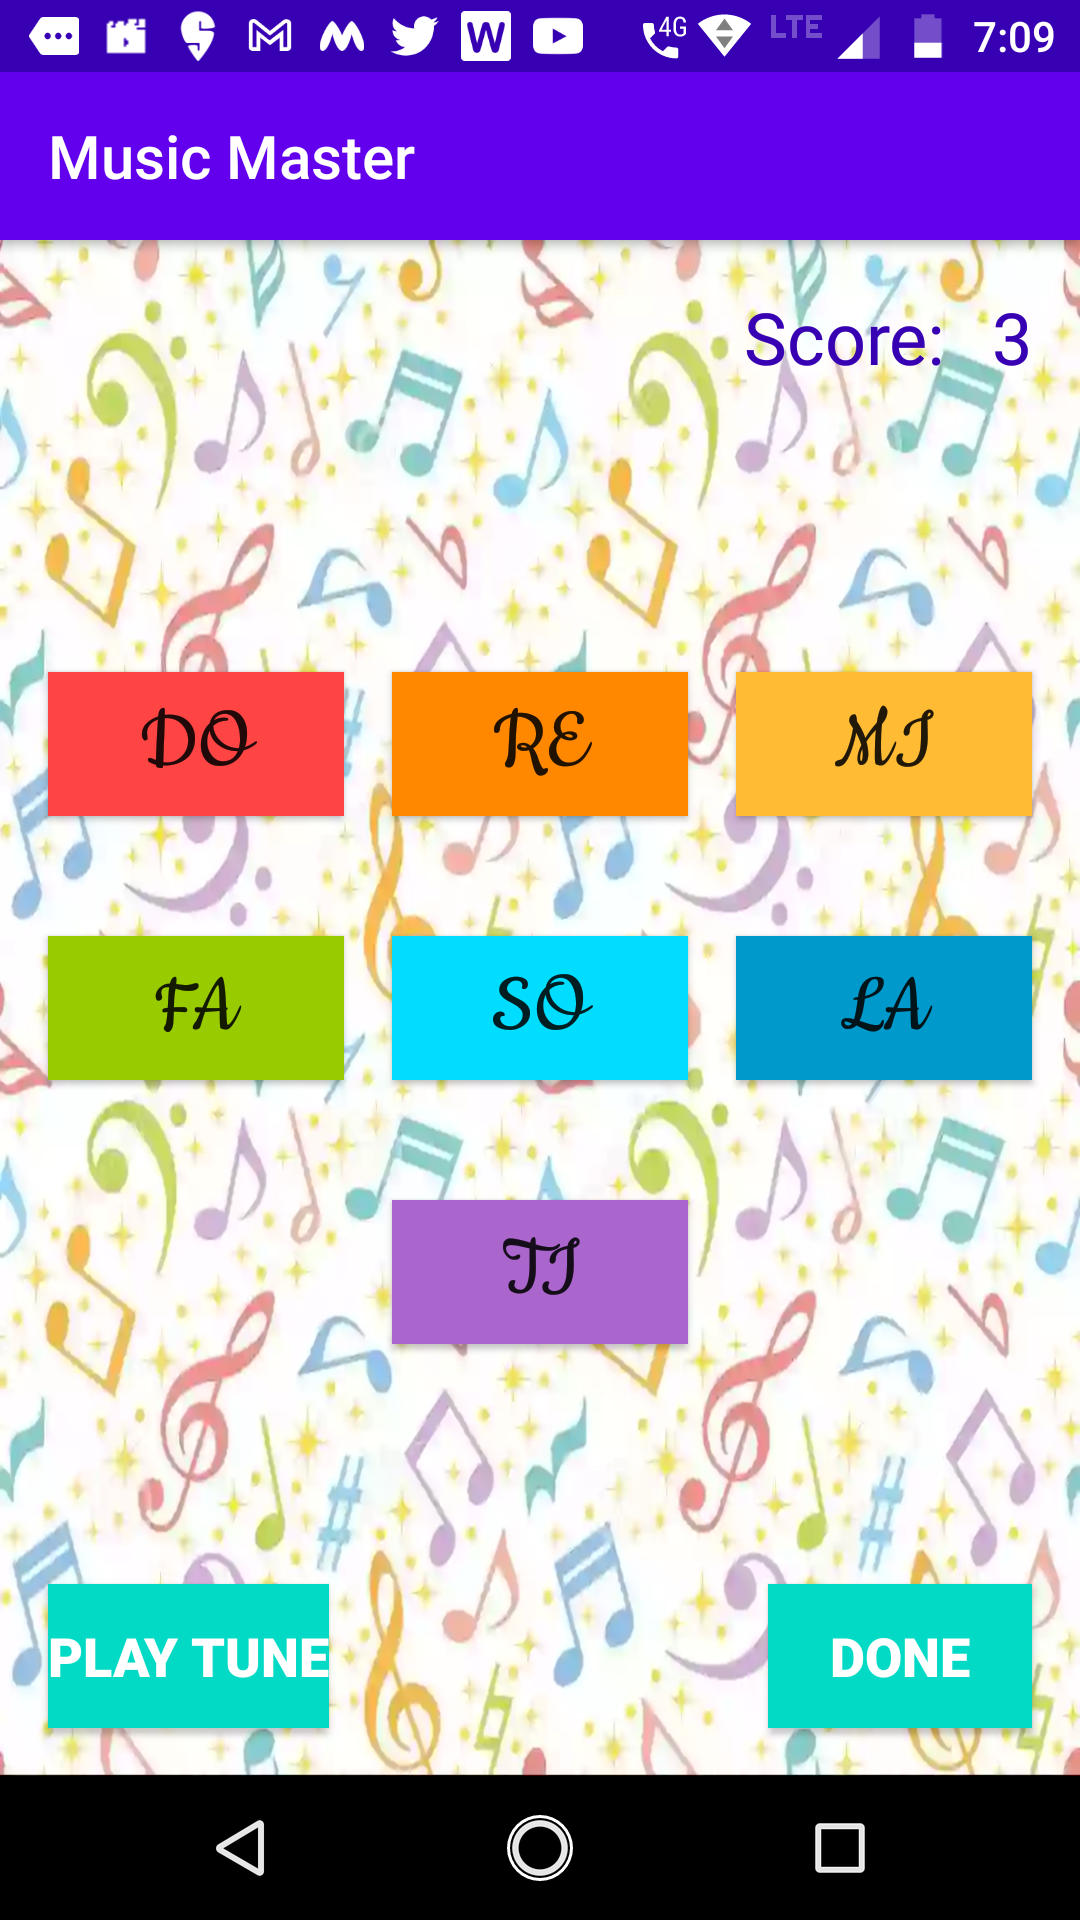 4G LTE 7:09
Music Master
Score: 3
DO RE MI
FA SO LA
TI
PLAY TUNE DONE